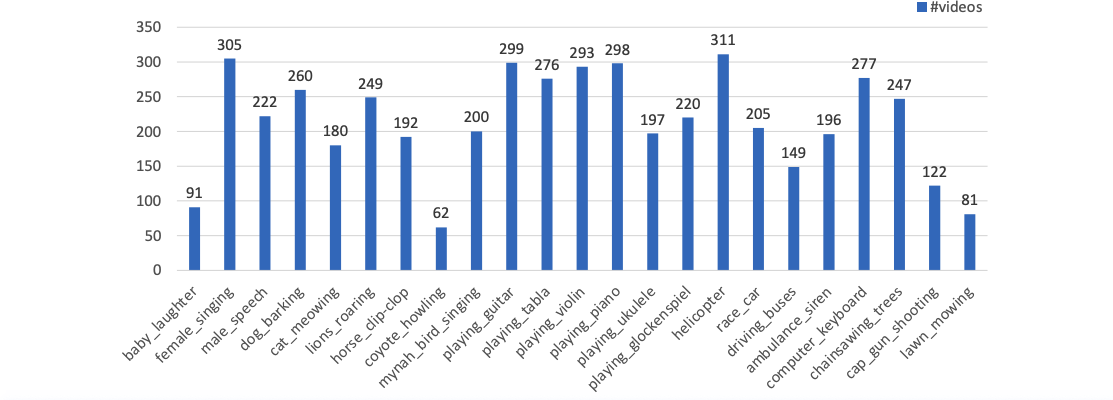 #videos
350
300
250
200
150
100
50
0
91
305
222
260
180
249
192
62
200
299
276
293
298
197
220
311
205
149
196
277
247
122
81
baby_laughter
female_singing
male_speech
dog_barking
cat_meowing
lions_roaring
horse_clip-clop
coyote_howling
mynah_bird_singing
playing_guitar
playing_tabla
playing_violin
playing_piano
playing_ukulele
playing_glockenspiel
helicopter
race_car
driving_buses
ambulance_siren
computer_keyboard
chainsawing_trees
cap_gun_shooting
lawn_mowing